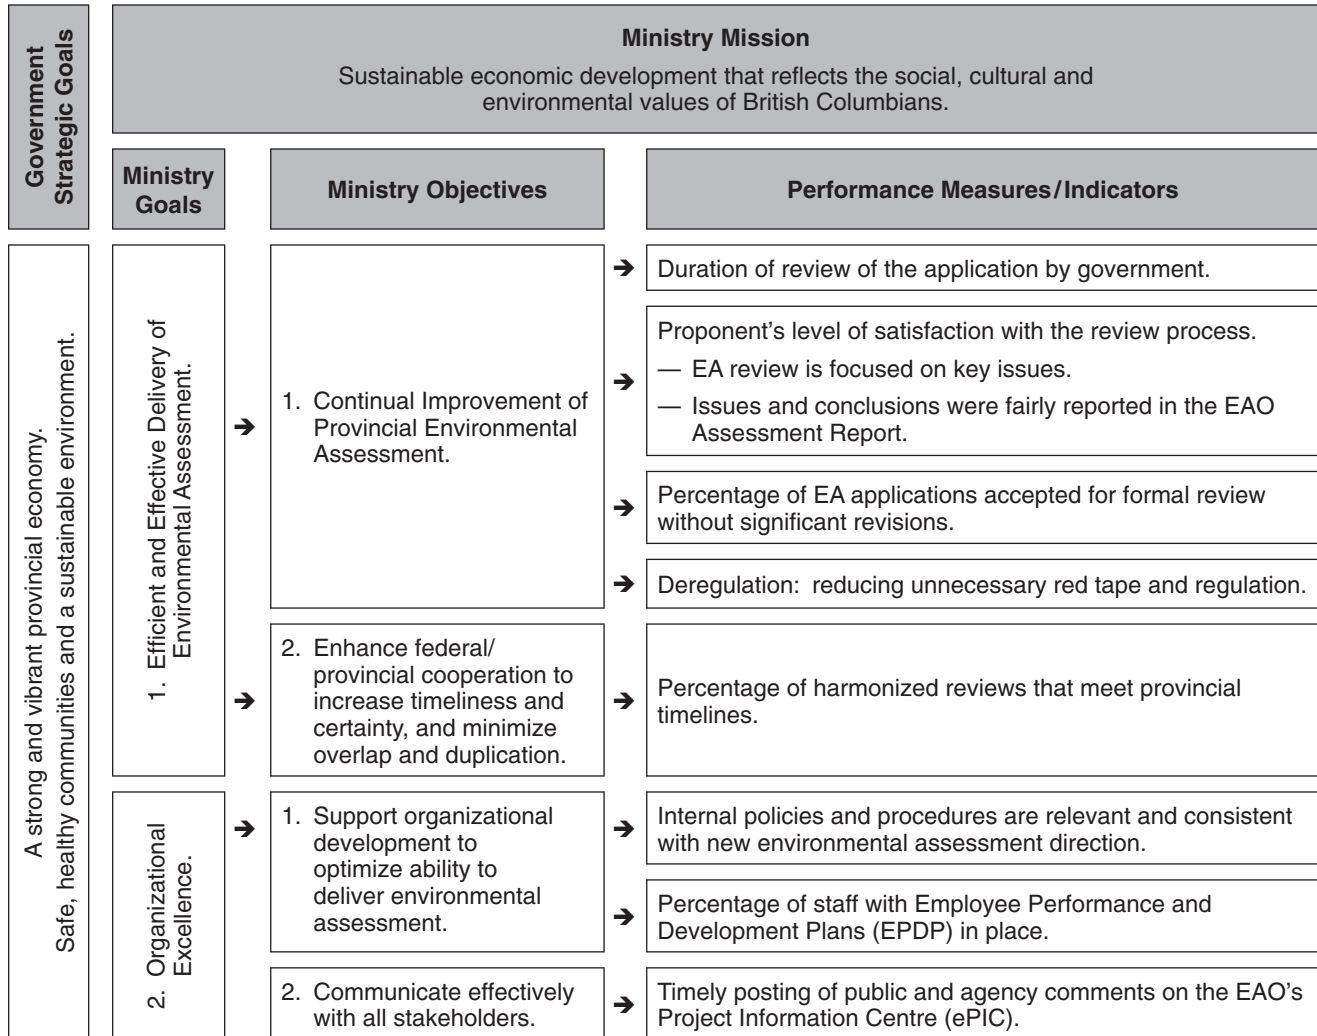 Government
Strategic Goals
Ministry Mission
Sustainable economic development that reflects the social, cultural and
environmental values of British Columbians.
Ministry
Goals
Ministry Objectives
Performance Measures/Indicators
A strong and vibrant provincial economy.
Safe, healthy communities and a sustainable environment.
1. Efficient and Effective Delivery of
Environmental Assessment.
1. Continual Improvement of
Provincial Environmental
Assessment.
Duration of review of the application by government.
Proponent's level of satisfaction with the review process.
— EA review is focused on key issues.
— Issues and conclusions were fairly reported in the EAO
Assessment Report.
Percentage of EA applications accepted for formal review
without significant revisions.
Deregulation: reducing unnecessary red tape and regulation.
2. Enhance federal/
provincial cooperation to
increase timeliness and
certainty, and minimize
overlap and duplication.
Percentage of harmonized reviews that meet provincial
timelines.
2. Organizational
Excellence.
1. Support organizational
development to
optimize ability to
deliver environmental
assessment.
Internal policies and procedures are relevant and consistent
with new environmental assessment direction.
Percentage of staff with Employee Performance and
Development Plans (EPDP) in place.
2. Communicate effectively
with all stakeholders.
Timely posting of public and agency comments on the EAO's
Project Information Centre (ePIC).